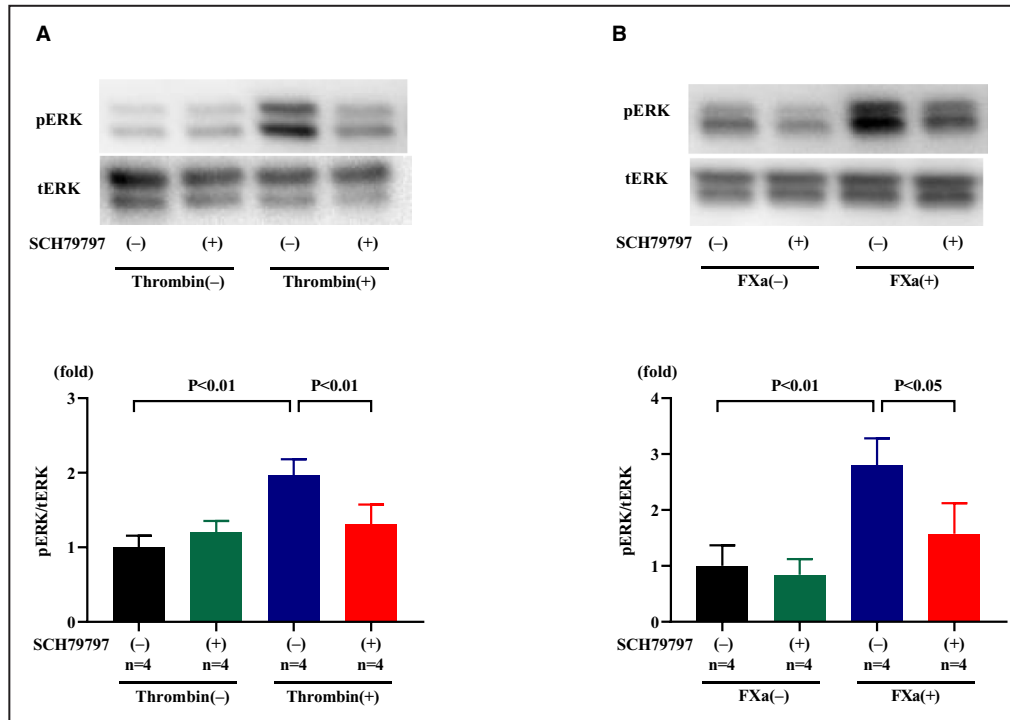 A
pERK
tERK
SCH79797 (–) (+) (–) (+)
Thrombin(–) Thrombin(+)
(fold)
P<0.01 P<0.01
3
2
1
0
pERK/tERK
SCH79797 (–) (+) (–) (+)
n=4 n=4 n=4 n=4
Thrombin(–) Thrombin(+)
B
pERK
tERK
SCH79797 (–) (+) (–) (+)
FXa(–) FXa(+)
(fold)
P<0.01 P<0.05
4
3
2
1
0
pERK/tERK
SCH79797 (–) (+) (–) (+)
n=4 n=4 n=4 n=4
FXa(–) FXa(+)